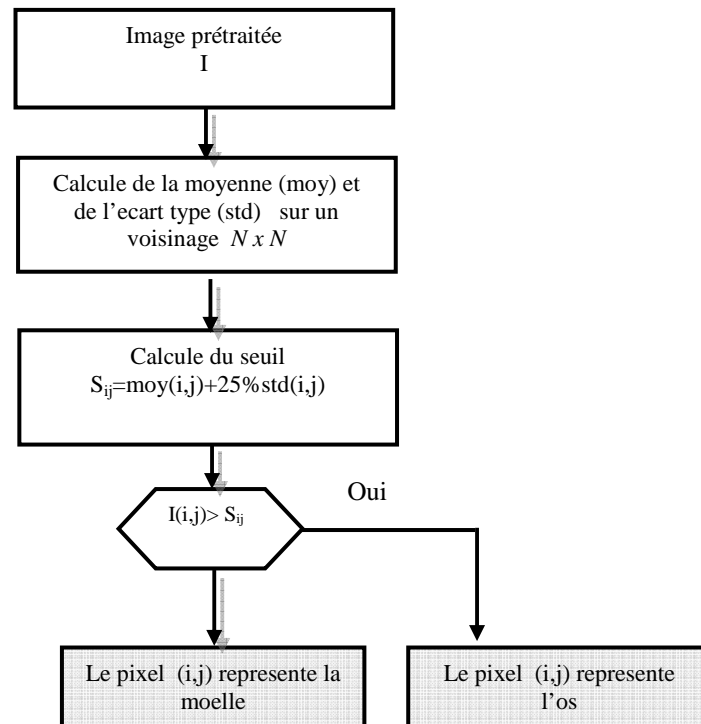 Image prétraitée
I
Calcule de la moyenne (moy) et
de l'ecart type (std) sur un
voisinage N x N
Calcule du seuil
Sij=moy(i,j)+25%std(i,j)
I(i,j)> Sij
Oui
Le pixel (i,j) represente la
moelle
Le pixel (i,j) represente
l'os